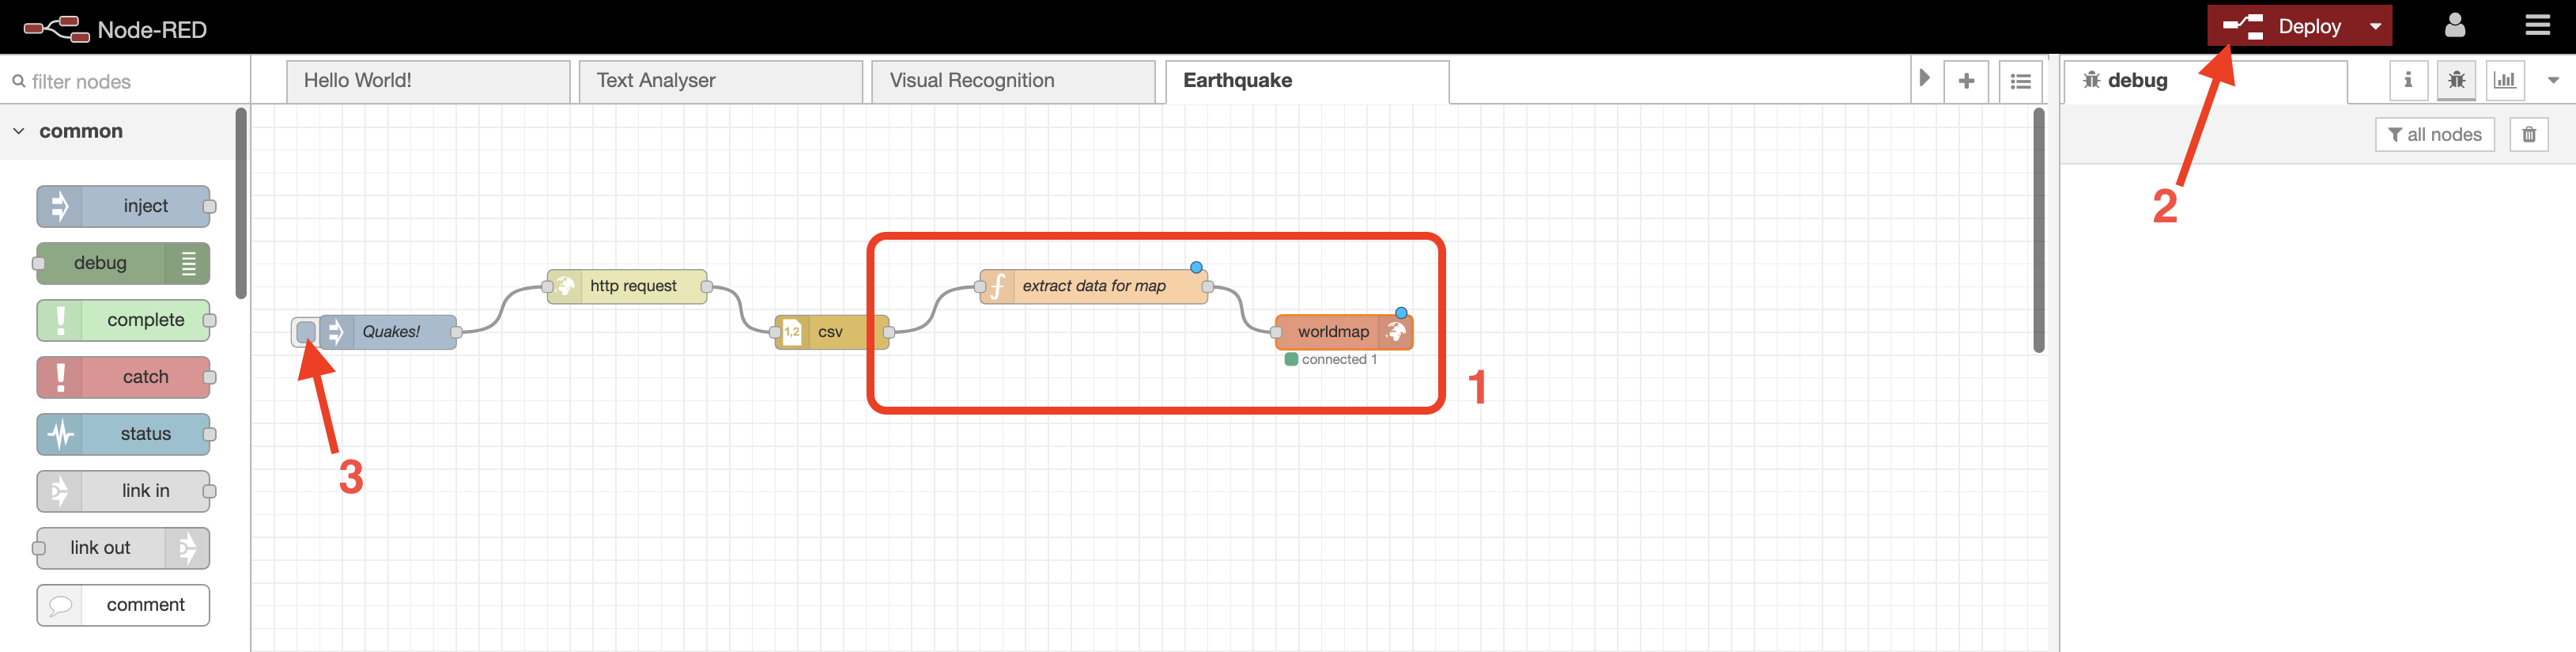 Node-RED
Deploy
filter nodes
Hello World!
Text Analyser
Visual Recognition
Earthquake
debug
i
all nodes
common
inject
debug
complete
catch
status
link in
link out
comment
Quakes!
http request
1,2 csv
f extract data for map
worldmap
connected 1
1
2
3